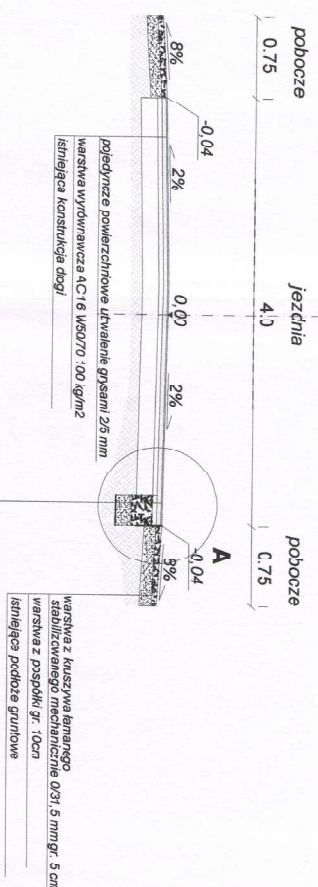 pobocze
jezdnia
pobocze
0.75
4.0
0.75
8%
-0,04
2%
0,00
2%
A
-0,04
8%
pojedyncze powierzchniowe utrwalenie grysami 2/5 mm
warstwa wyrównawcza AC16 W50/70 100 kg/m2
istniejąca konstrukcja drogi
warstwa z kruszywa łamanego
stabilizowanego mechanicznie 0/31,5 mm gr. 5 cm
warstwa z pospółki gr. 10cm
istniejące podłoże gruntowe